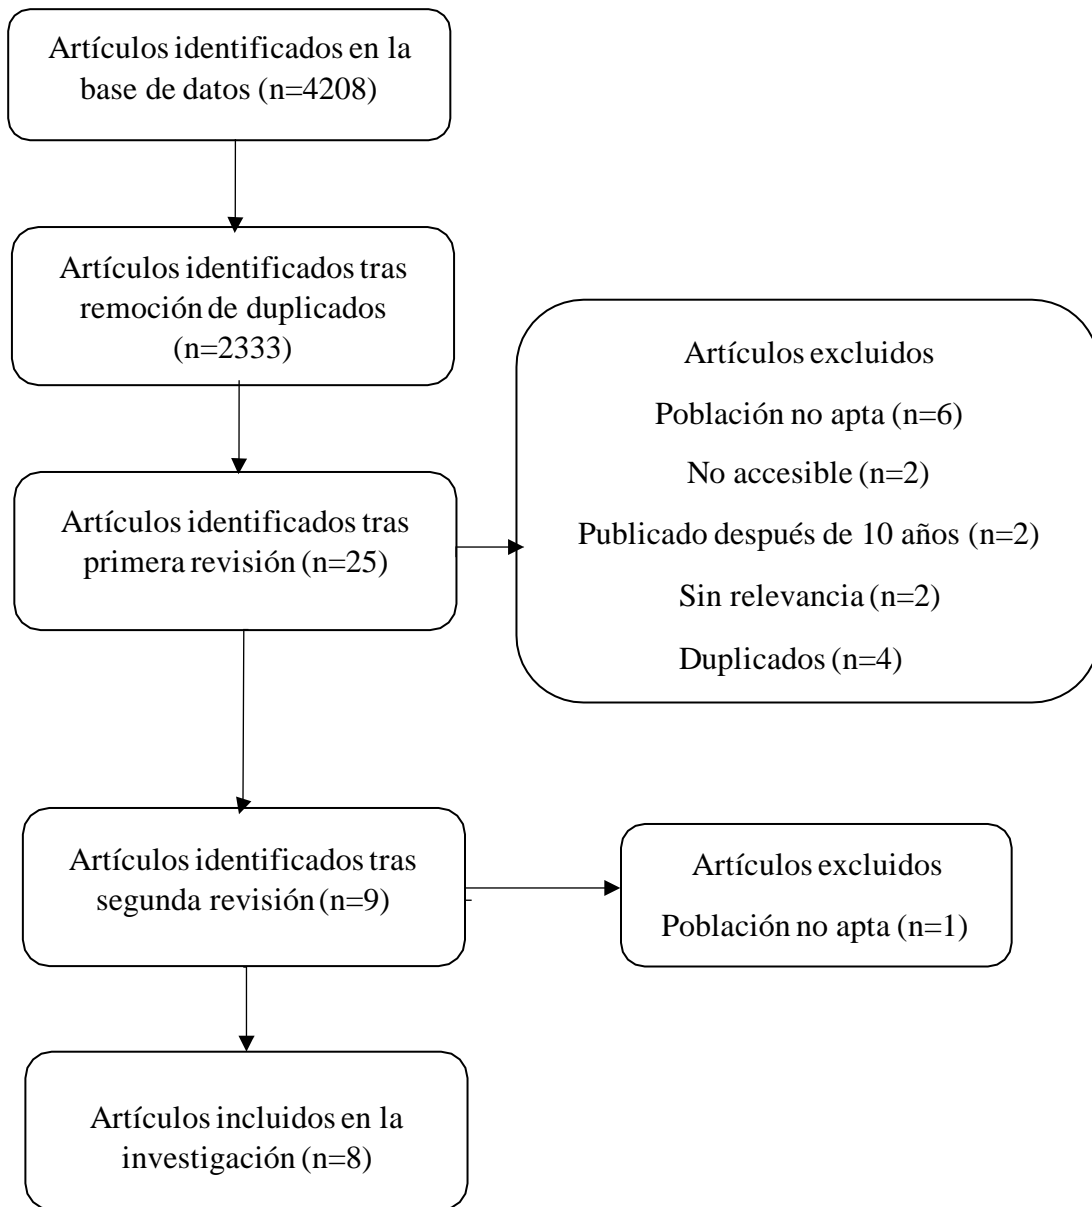 Artículos identificados en la
base de datos (n=4208)
Artículos identificados tras
remoción de duplicados
(n=2333)
Artículos excluidos
Población no apta (n=6)
No accesible (n=2)
Publicado después de 10 años (n=2)
Sin relevancia (n=2)
Duplicados (n=4)
Artículos identificados tras
primera revisión (n=25)
Artículos identificados tras
segunda revisión (n=9)
Artículos excluidos
Población no apta (n=1)
Artículos incluidos en la
investigación (n=8)